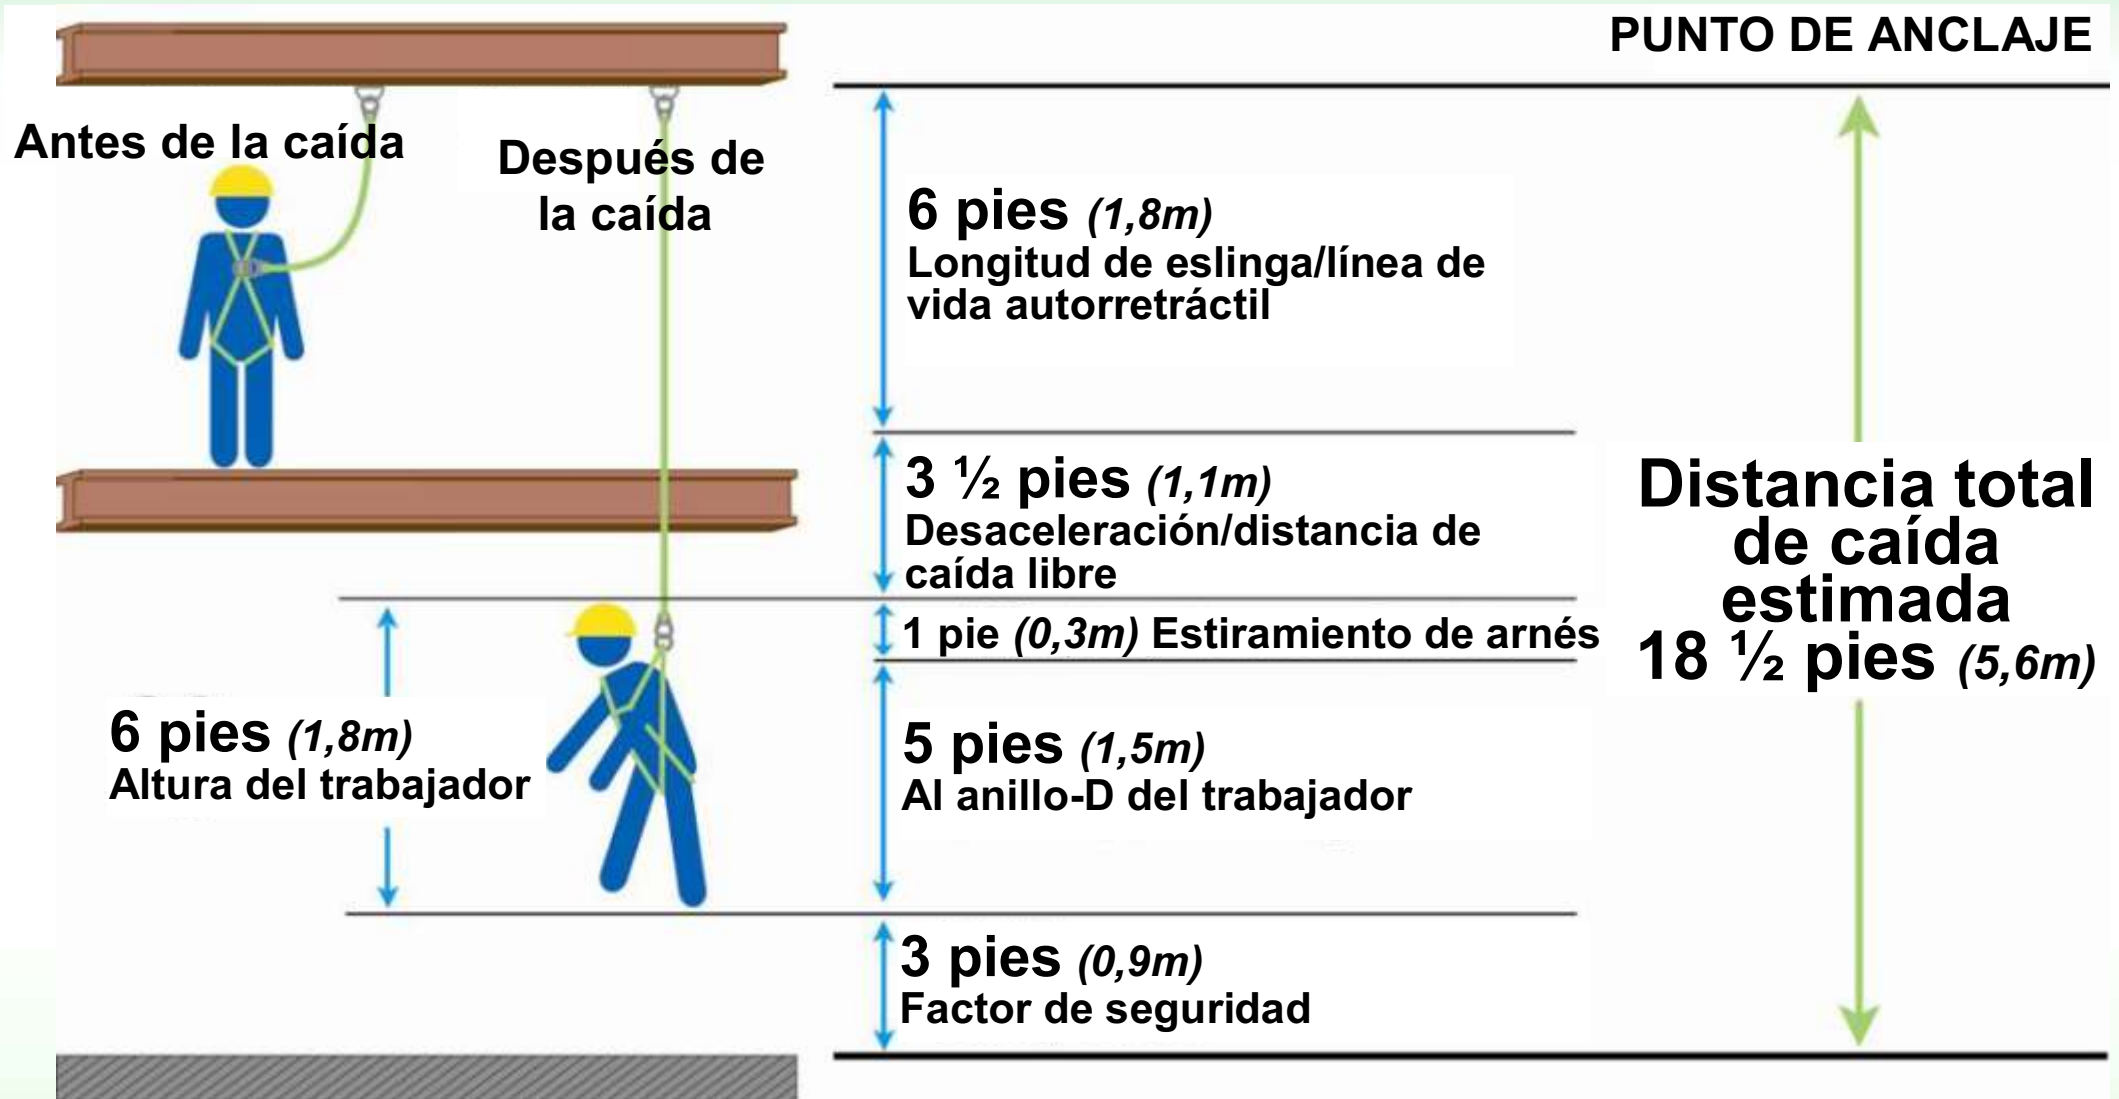 PUNTO DE ANCLAJE
Antes de la caída
Después de
la caída
6 pies (1,8m)
Longitud de eslinga/línea de
vida autorretráctil
3 ½ pies (1,1m)
Desaceleración/distancia de
caída libre
1 pie (0,3m) Estiramiento de arnés
6 pies (1,8m)
Altura del trabajador
5 pies (1,5m)
Al anillo-D del trabajador
3 pies (0,9m)
Factor de seguridad
Distancia total
de caída
estimada
18 ½ pies (5,6m)